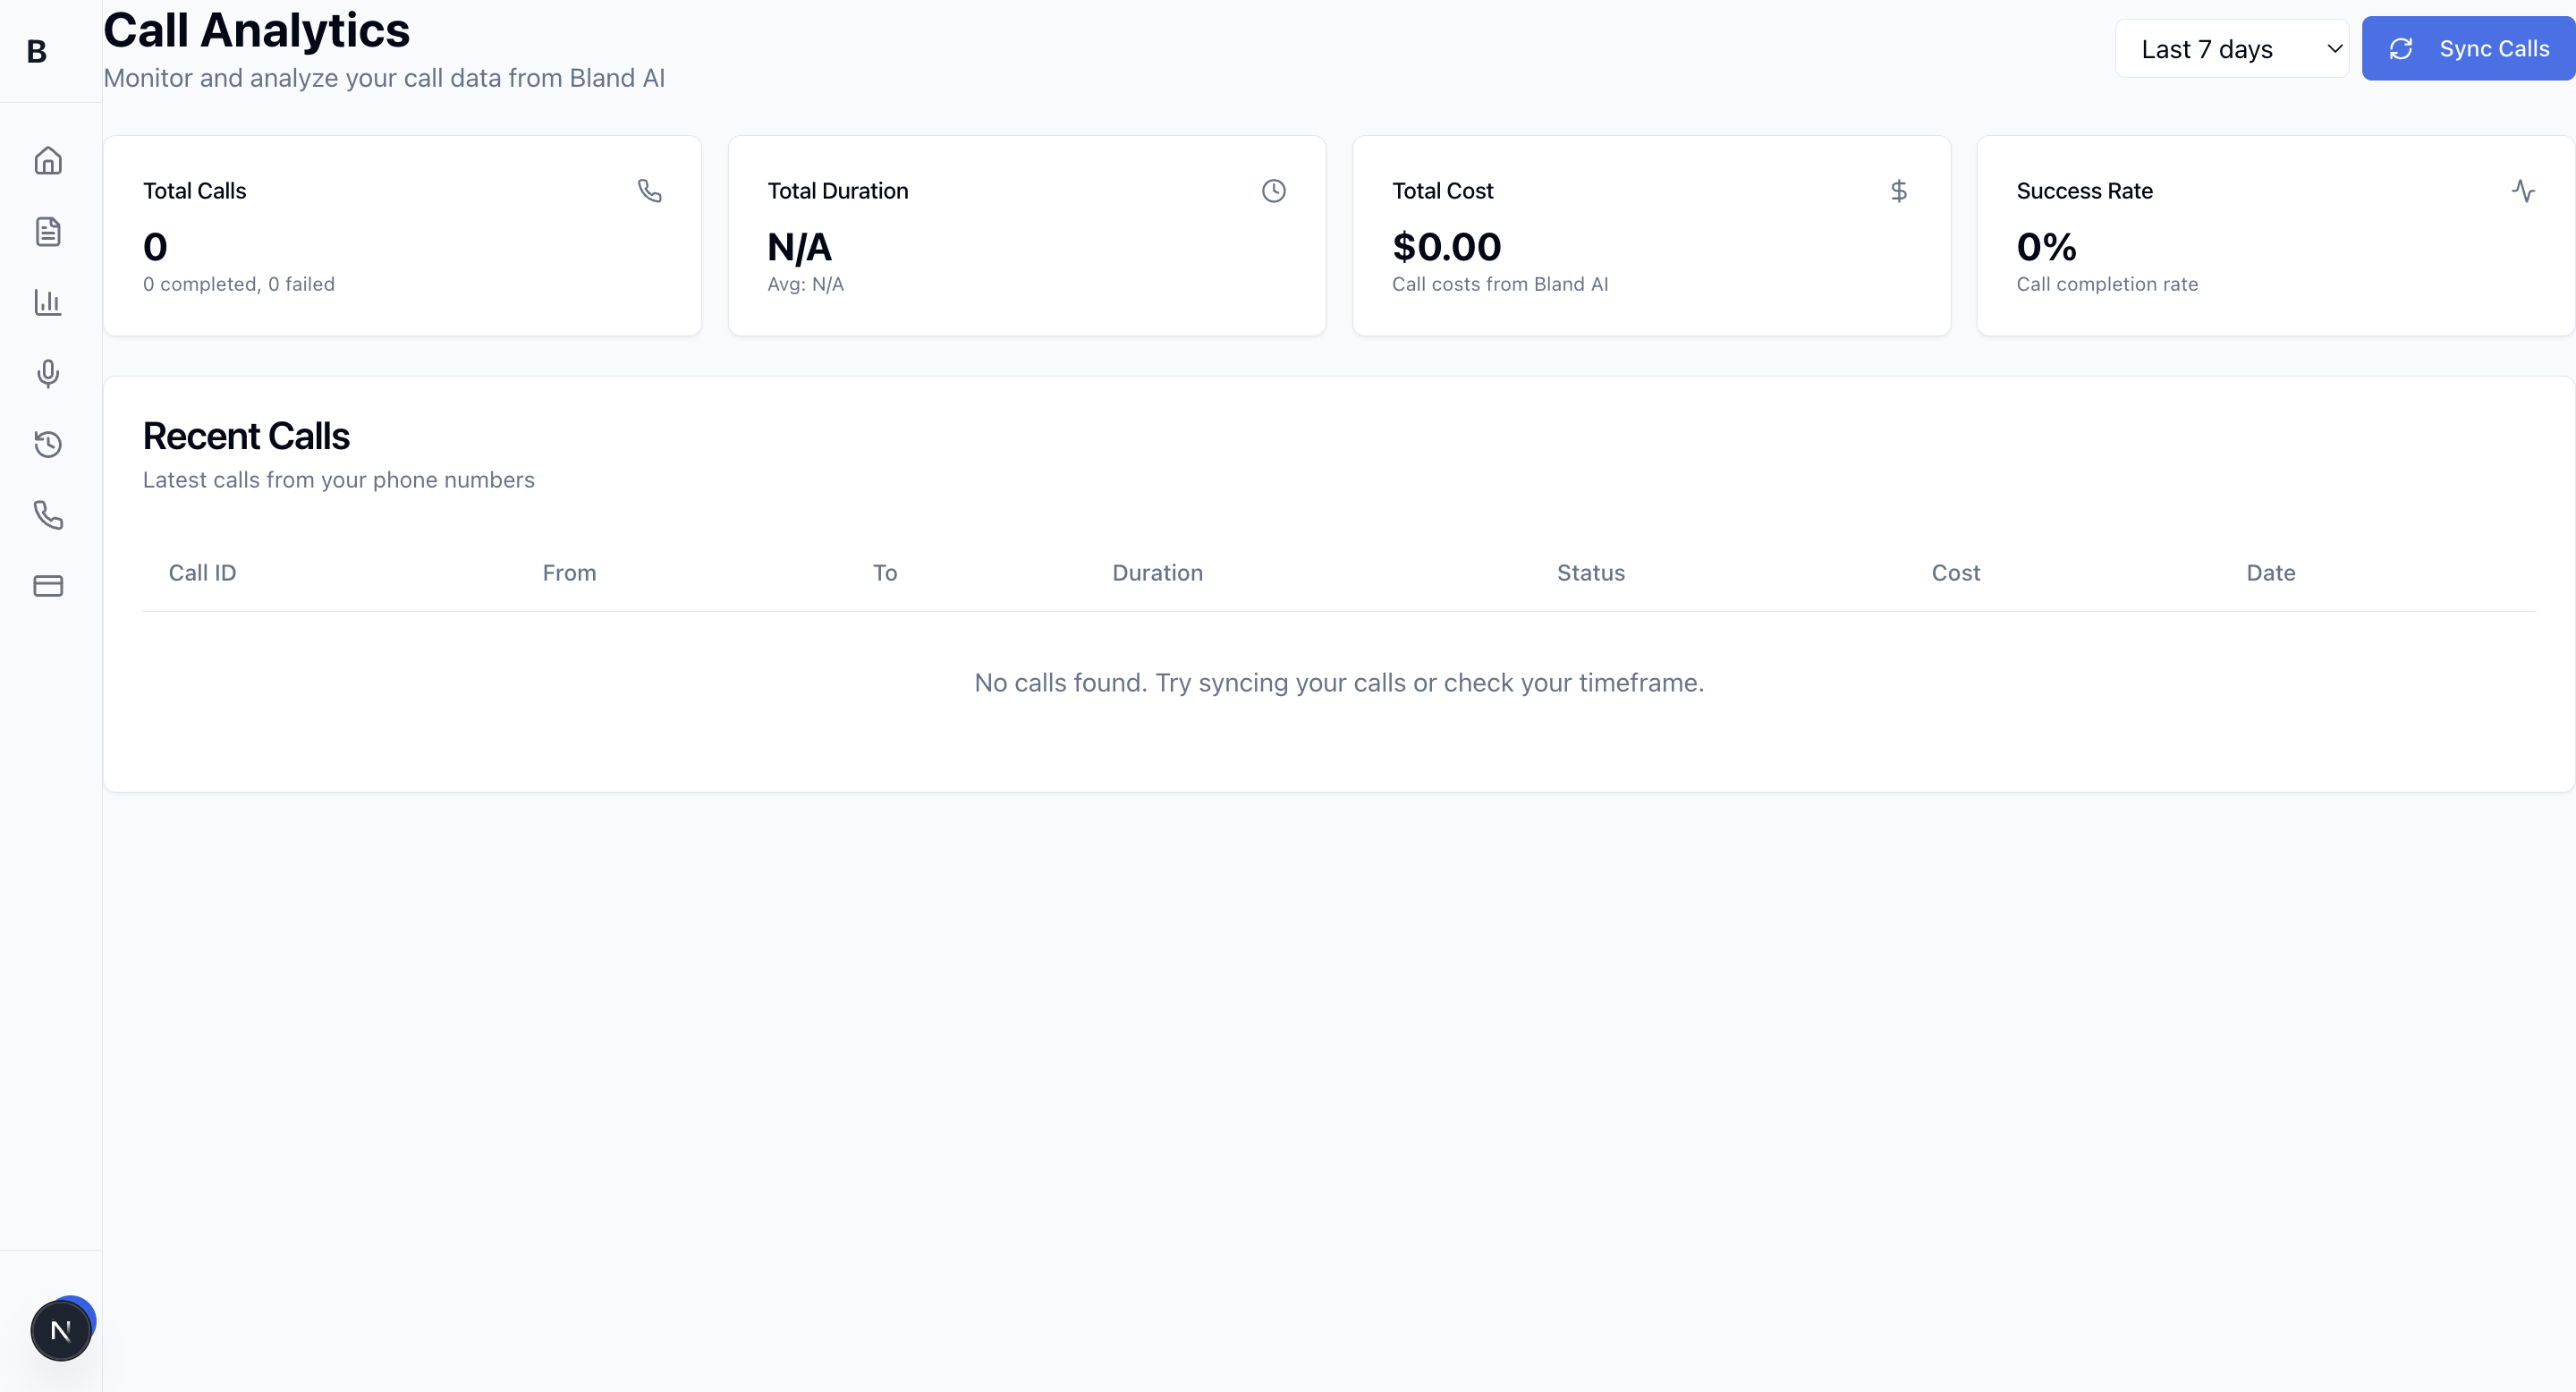 B
Call Analytics
Monitor and analyze your call data from Bland AI
Last 7 days
Sync Calls
Total Calls
0
0 completed, 0 failed
Total Duration
N/A
Avg: N/A
Total Cost
$0.00
Call costs from Bland AI
Success Rate
0%
Call completion rate
Recent Calls
Latest calls from your phone numbers
Call ID From To Duration Status Cost Date
No calls found. Try syncing your calls or check your timeframe.
N